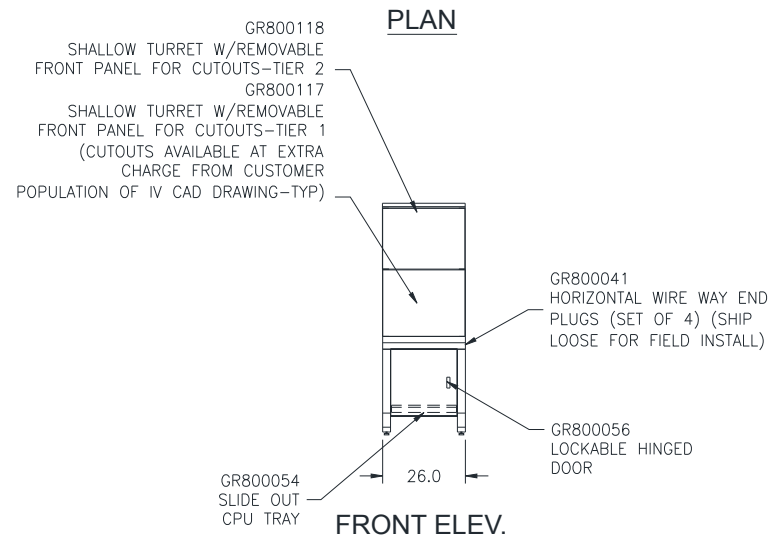 PLAN
GR800118
SHALLOW TURRET W/REMOVABLE
FRONT PANEL FOR CUTOUTS-TIER 2
GR800117
SHALLOW TURRET W/REMOVABLE
FRONT PANEL FOR CUTOUTS-TIER 1
(CUTOUTS AVAILABLE AT EXTRA
CHARGE FROM CUSTOMER
POPULATION OF IV CAD DRAWING-TYP)
GR800041
HORIZONTAL WIRE WAY END
PLUGS (SET OF 4) (SHIP
LOOSE FOR FIELD INSTALL)
GR800056
LOCKABLE HINGED
DOOR
GR800054
SLIDE OUT
CPU TRAY
26.0
FRONT ELEV.